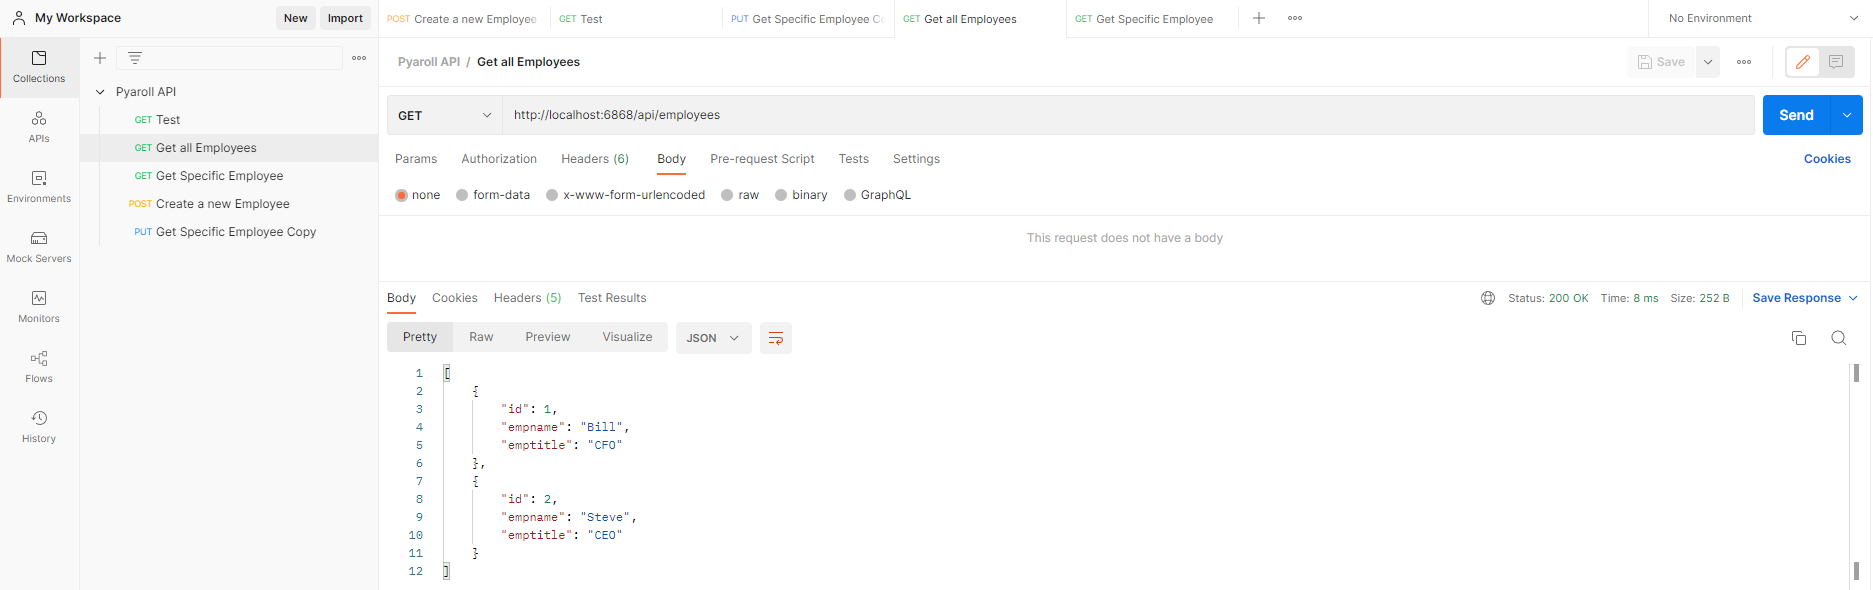 My Workspace
New
Import
POST Create a new Employee
GET Test
PUT Get Specific Employee Co
GET Get all Employees
GET Get Specific Employee
No Environment
Collections
APIs
Environments
Mock Servers
Monitors
Flows
History
Pyaroll API
GET Test
GET Get all Employees
GET Get Specific Employee
POST Create a new Employee
PUT Get Specific Employee Copy
Pyaroll API / Get all Employees
Save
GET
http://localhost:6868/api/employees
Send
Params
Authorization
Headers (6)
Body
Pre-request Script
Tests
Settings
Cookies
none
form-data
x-www-form-urlencoded
raw
binary
GraphQL
This request does not have a body
Body
Cookies
Headers (5)
Test Results
Status: 200 OK
Time: 8 ms
Size: 252 B
Save Response
Pretty
Raw
Preview
Visualize
JSON
1 [
2 {
3 "id": 1,
4 "empname": "Bill",
5 "emptitle": "CFO"
6 },
7 {
8 "id": 2,
9 "empname": "Steve",
10 "emptitle": "CEO"
11 }
12 ]